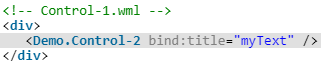 <!-- Control-1.wml -->
<div>
   <Demo.Control-2 bind:title="myText" />
</div>